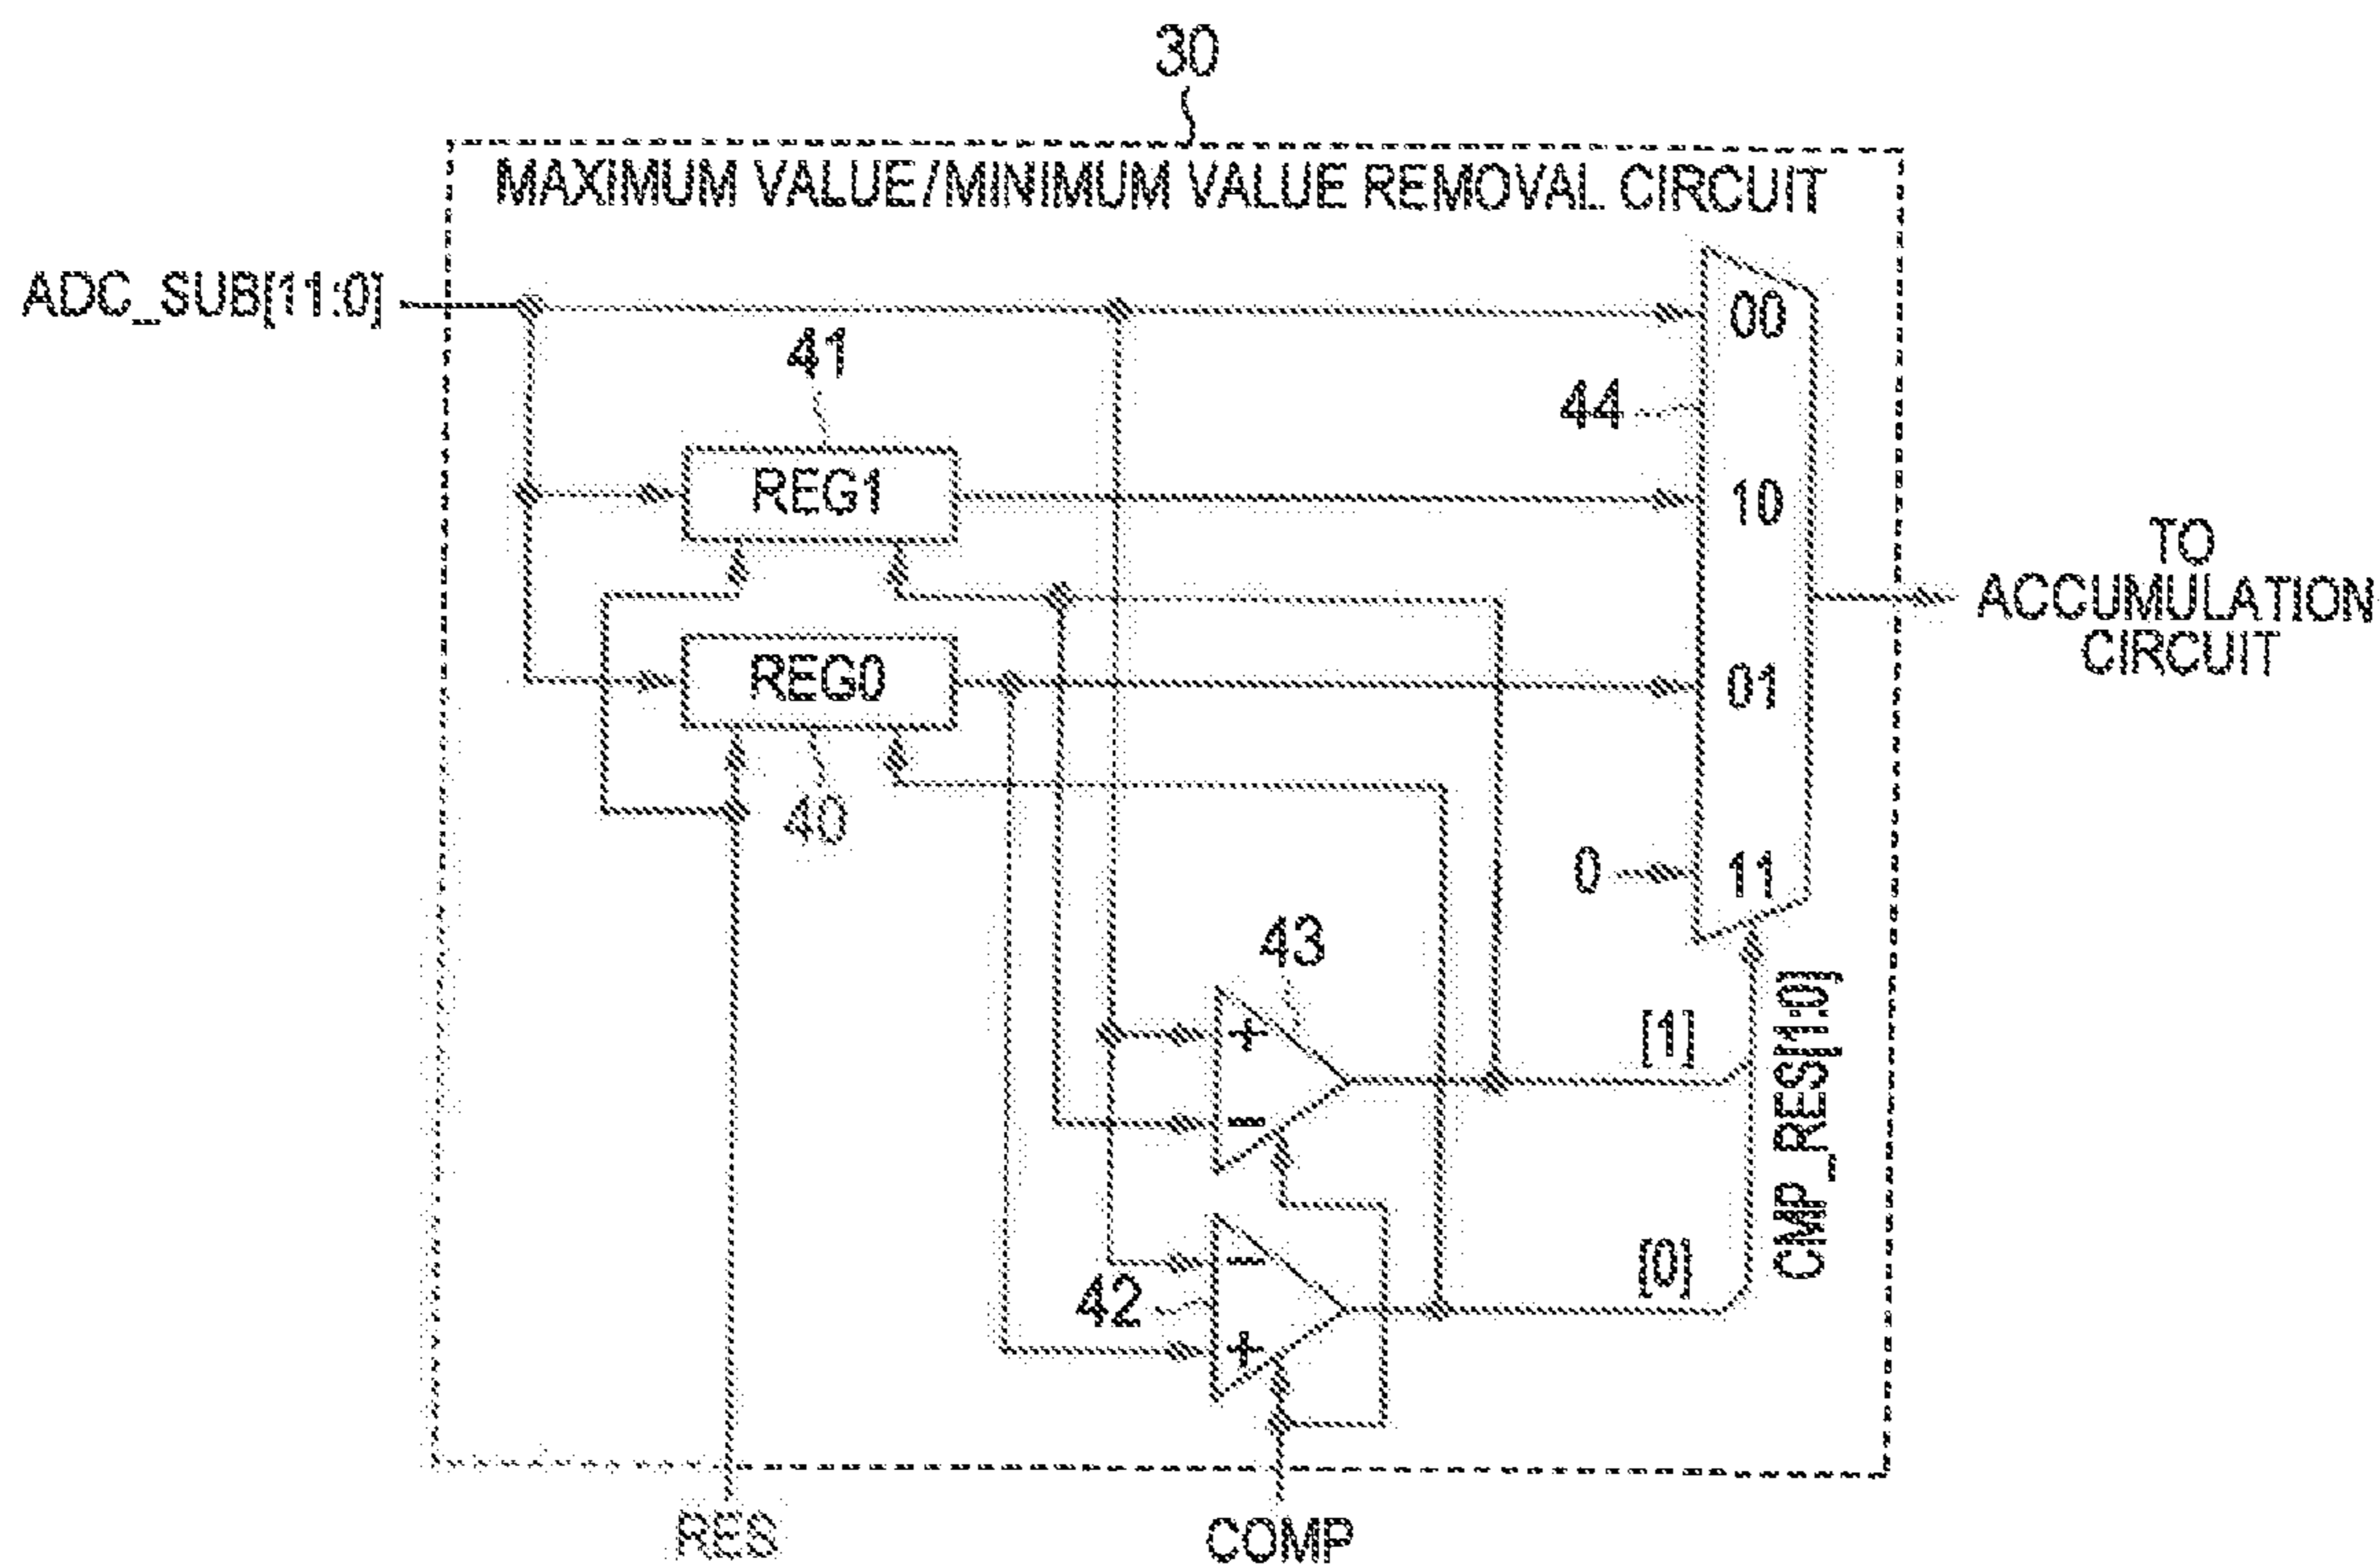 30
MAXIMUM VALUE/MINIMUM VALUE REMOVAL CIRCUIT
ADC_SUB[11:0]
00
41
44
REG1
10
TO
ACCUMULATION
CIRCUIT
REG0
01
40
0
11
43
+
[1]
CMP_RES[1:0]
−
−
[0]
42
+
RES
COMP